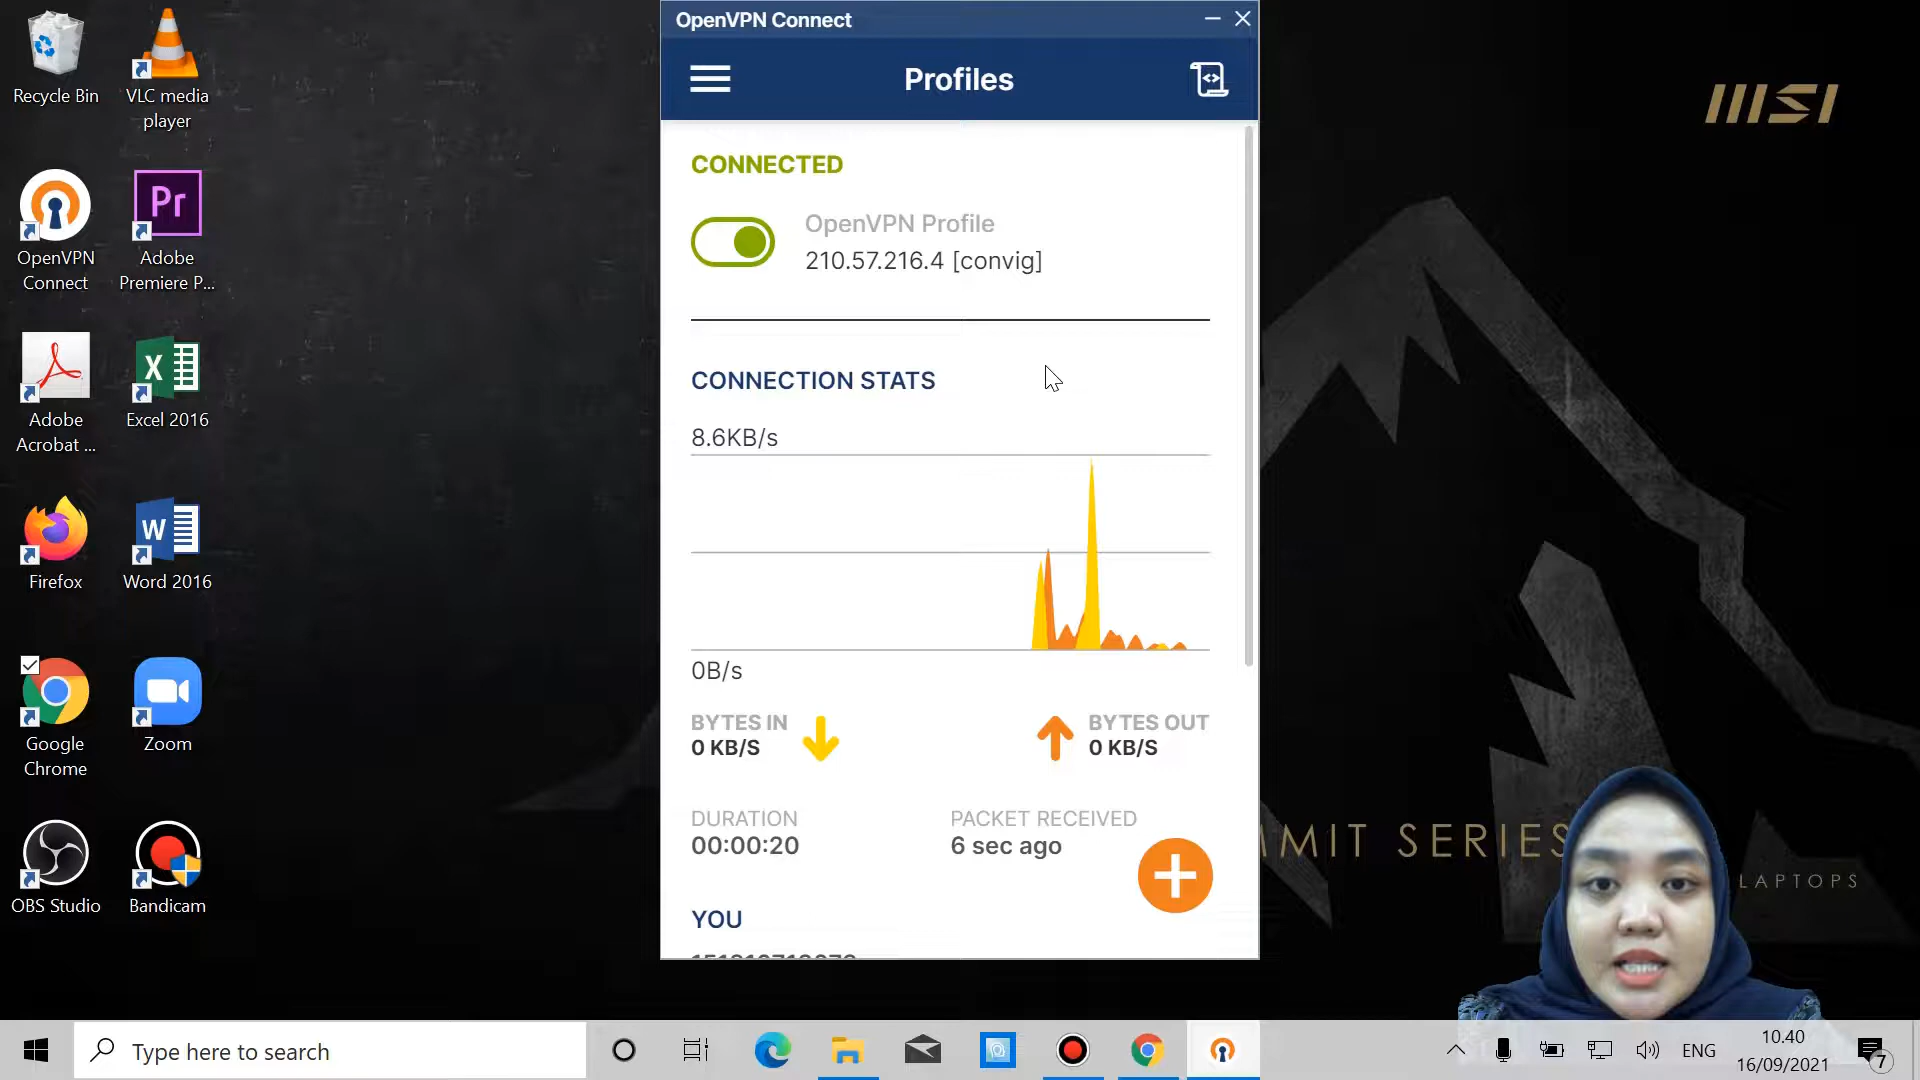 OpenVPN Connect
Profiles
CONNECTED
OpenVPN Profile
210.57.216.4 [convig]
CONNECTION STATS
8.6KB/s
0B/s
BYTES IN
0 KB/S
BYTES OUT
0 KB/S
DURATION
00:00:20
PACKET RECEIVED
6 sec ago
YOU
Recycle Bin
VLC media
player
OpenVPN
Connect
Pr
Adobe
Premiere P...
Adobe
Acrobat ...
X
Excel 2016
Firefox
W
Word 2016
Google
Chrome
Zoom
OBS Studio
Bandicam
msi
MMIT SERIES
LAPTOPS
Type here to search
ENG
10.40
16/09/2021
7